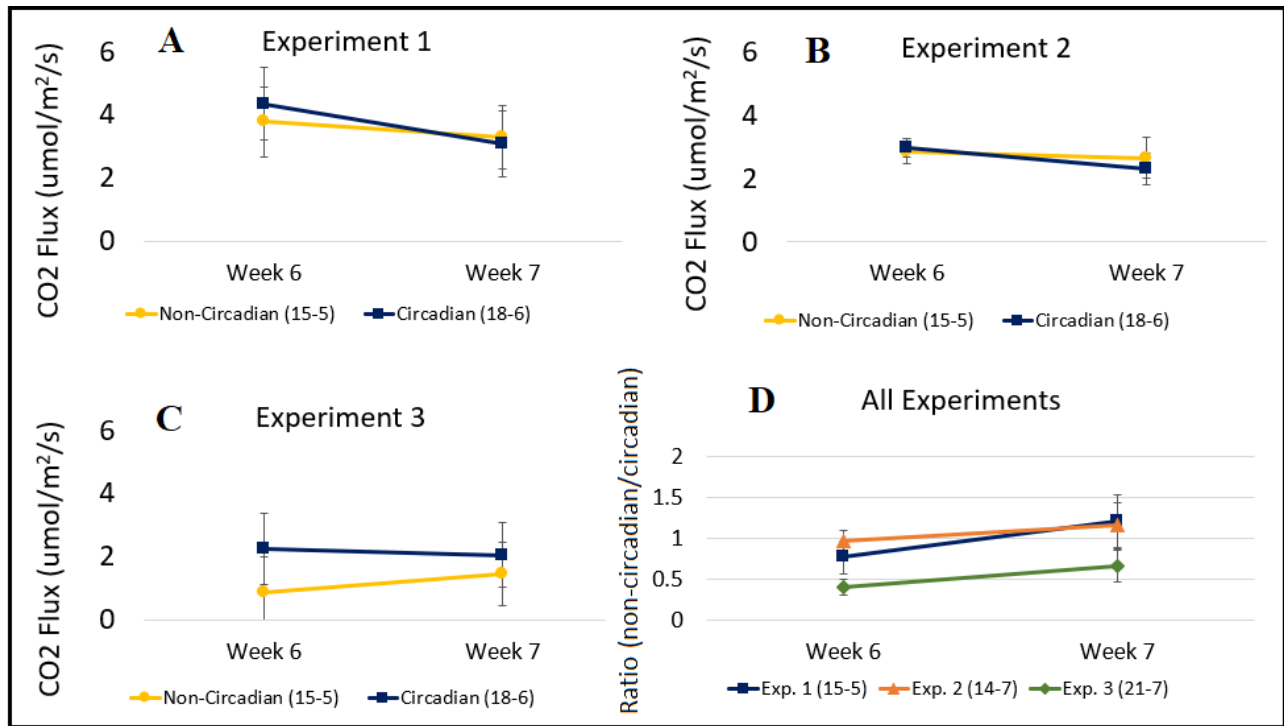 A Experiment 1
CO2 Flux (umol/m²/s)
6
4
2
0
Week 6 Week 7
Non-Circadian (15-5) Circadian (18-6)
B Experiment 2
CO2 Flux (umol/m²/s)
6
4
2
0
Week 6 Week 7
Non-Circadian (15-5) Circadian (18-6)
C Experiment 3
CO2 Flux (umol/m²/s)
6
4
2
0
Week 6 Week 7
Non-Circadian (15-5) Circadian (18-6)
D All Experiments
Ratio (non-circadian/circadian)
2
1.5
1
0.5
0
Week 6 Week 7
Exp. 1 (15-5) Exp. 2 (14-7) Exp. 3 (21-7)